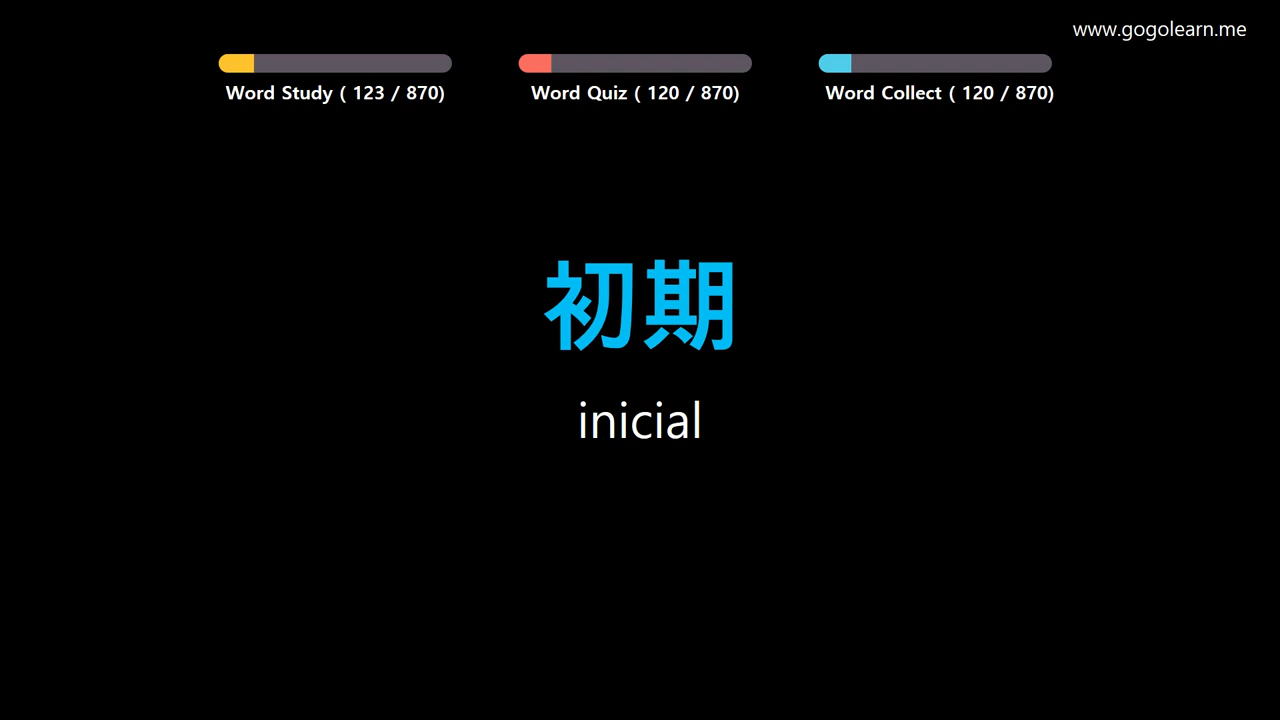 www.gogolearn.me
Word Study ( 123 / 870)
Word Quiz ( 120 / 870)
Word Collect ( 120 / 870)
初期
inicial